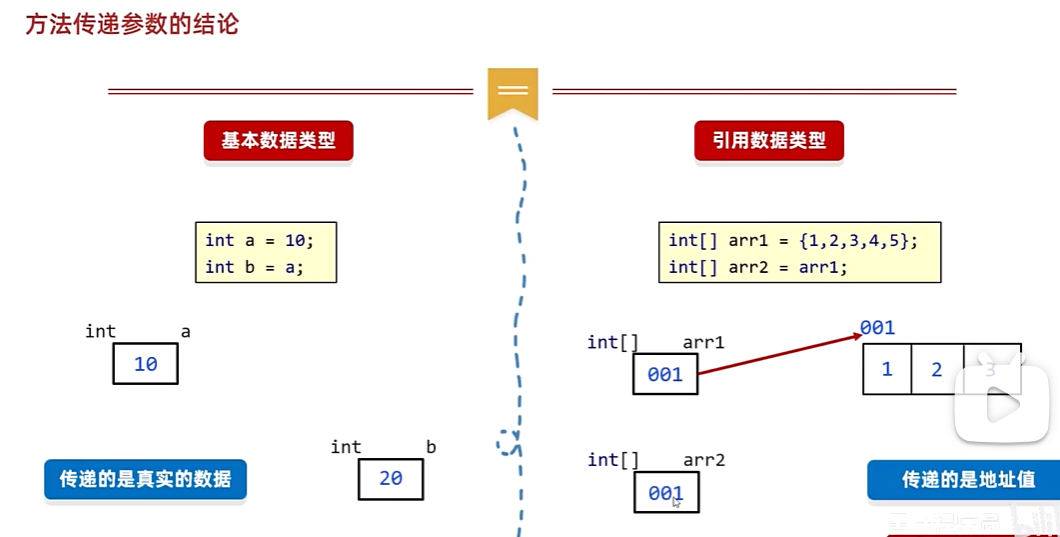 方法传递参数的结论
基本数据类型
引用数据类型
int a = 10;
int b = a;
int[] arr1 = {1,2,3,4,5};
int[] arr2 = arr1;
int a
10
int[] arr1
001
001
1 2 3
int b
20
int[] arr2
001
传递的是真实的数据
传递的是地址值